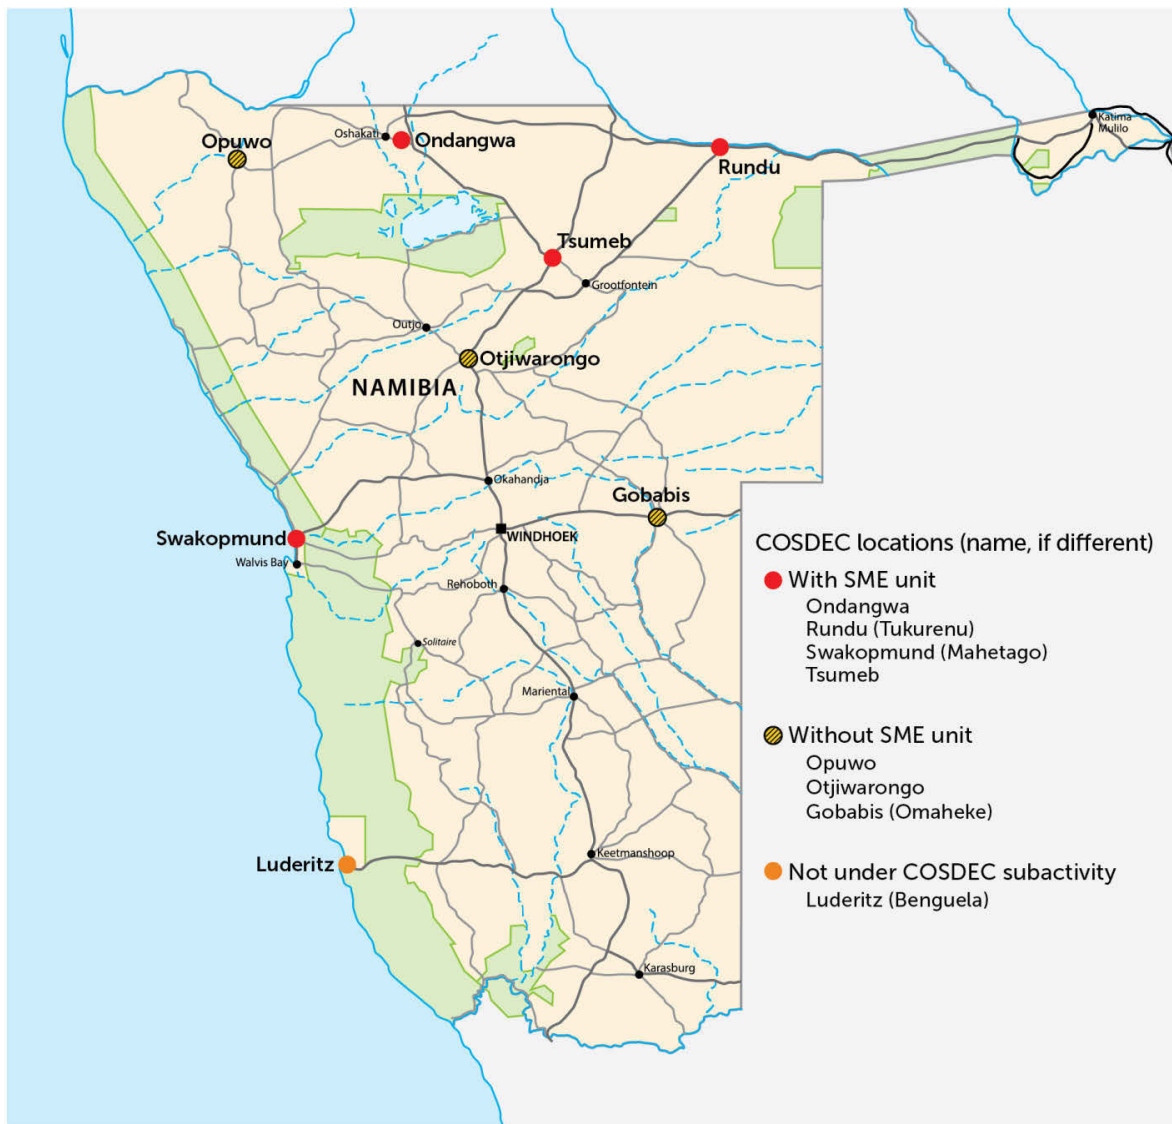 Katima
Mulilo
Oshakati
Ondangwa
Opuwo
Rundu
Tsumeb
Grootfontein
Outjo
Otjiwarongo
NAMIBIA
Okahandja
Gobabis
Swakopmund
WINDHOEK
Walvis Bay
Rehoboth
Solitaire
Mariental
Luderitz
Keetmanshoop
Karasburg
COSDEC locations (name, if different)
With SME unit
Ondangwa
Rundu (Tukurenu)
Swakopmund (Mahetago)
Tsumeb
Without SME unit
Opuwo
Otjiwarongo
Gobabis (Omaheke)
Not under COSDEC subactivity
Luderitz (Benguela)